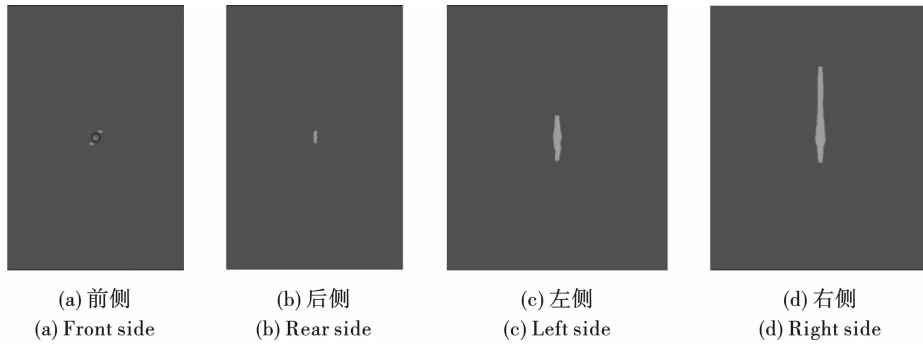 (a) 前侧
(b) 后侧
(c) 左侧
(d) 右侧
(a) Front side
(b) Rear side
(c) Left side
(d) Right side